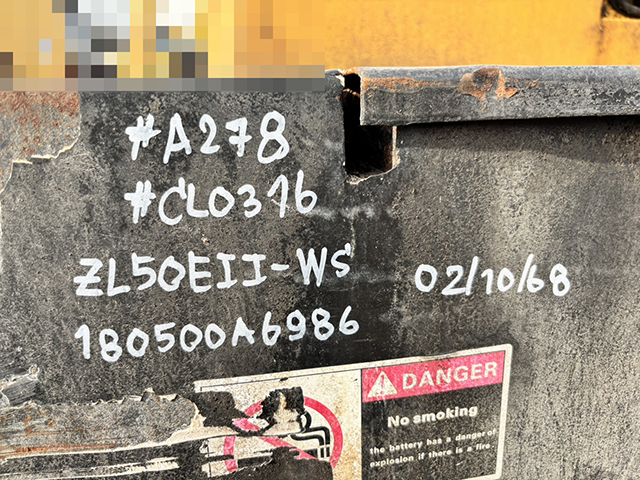 #A278
#CL0376
ZL50EII-WS
180500A6986
02/10/68
DANGER
No smoking
the battery has a danger of
explosion if there is a fire.